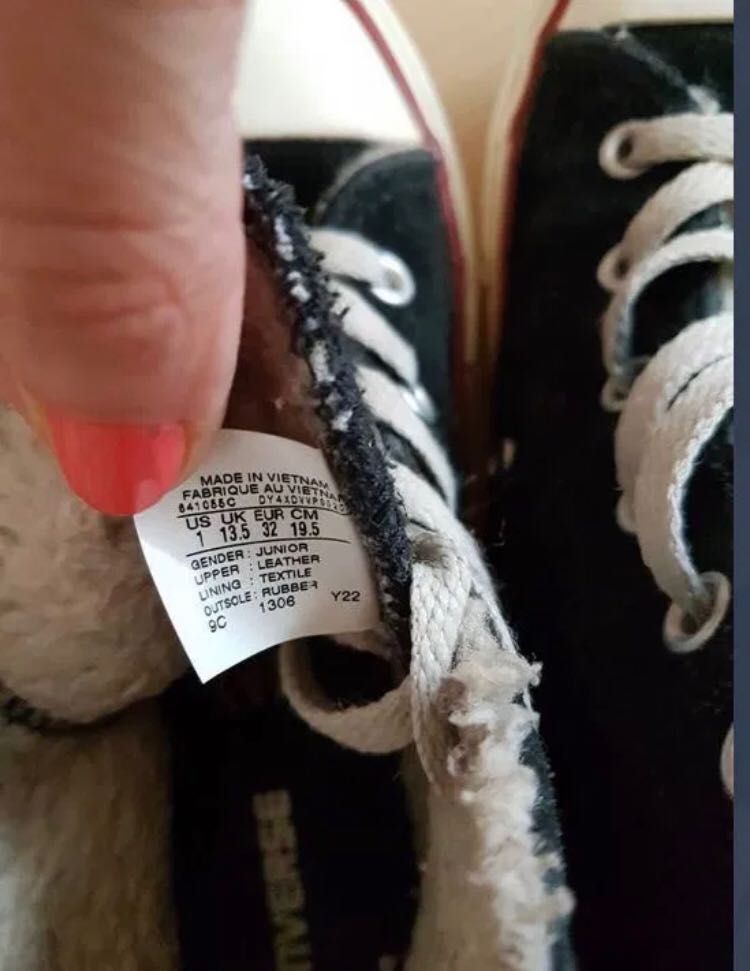 MADE IN VIETNAM
FABRIQUE AU VIETNAM
US UK EUR CM
1 13.5 32 19.5
GENDER: JUNIOR
UPPER : LEATHER
LINING : TEXTILE
OUTSOLE: RUBBER
9C 1306 Y22
VERSE